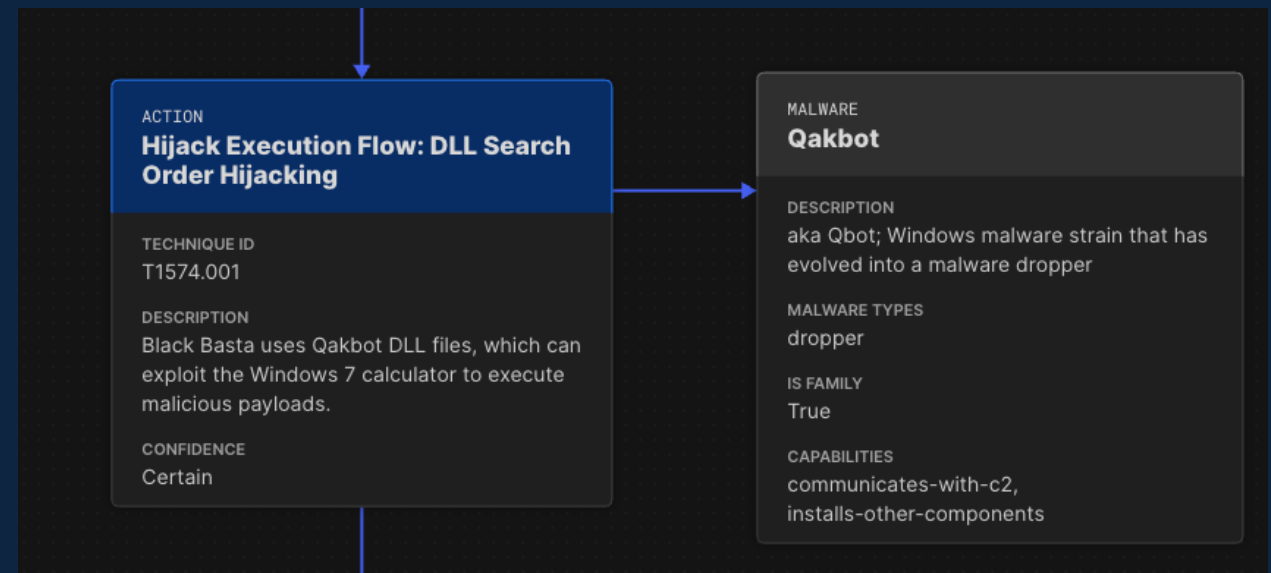 ACTION
Hijack Execution Flow: DLL Search
Order Hijacking
TECHNIQUE ID
T1574.001
DESCRIPTION
Black Basta uses Qakbot DLL files, which can
exploit the Windows 7 calculator to execute
malicious payloads.
CONFIDENCE
Certain
MALWARE
Qakbot
DESCRIPTION
aka Qbot; Windows malware strain that has
evolved into a malware dropper
MALWARE TYPES
dropper
IS FAMILY
True
CAPABILITIES
communicates-with-c2,
installs-other-components